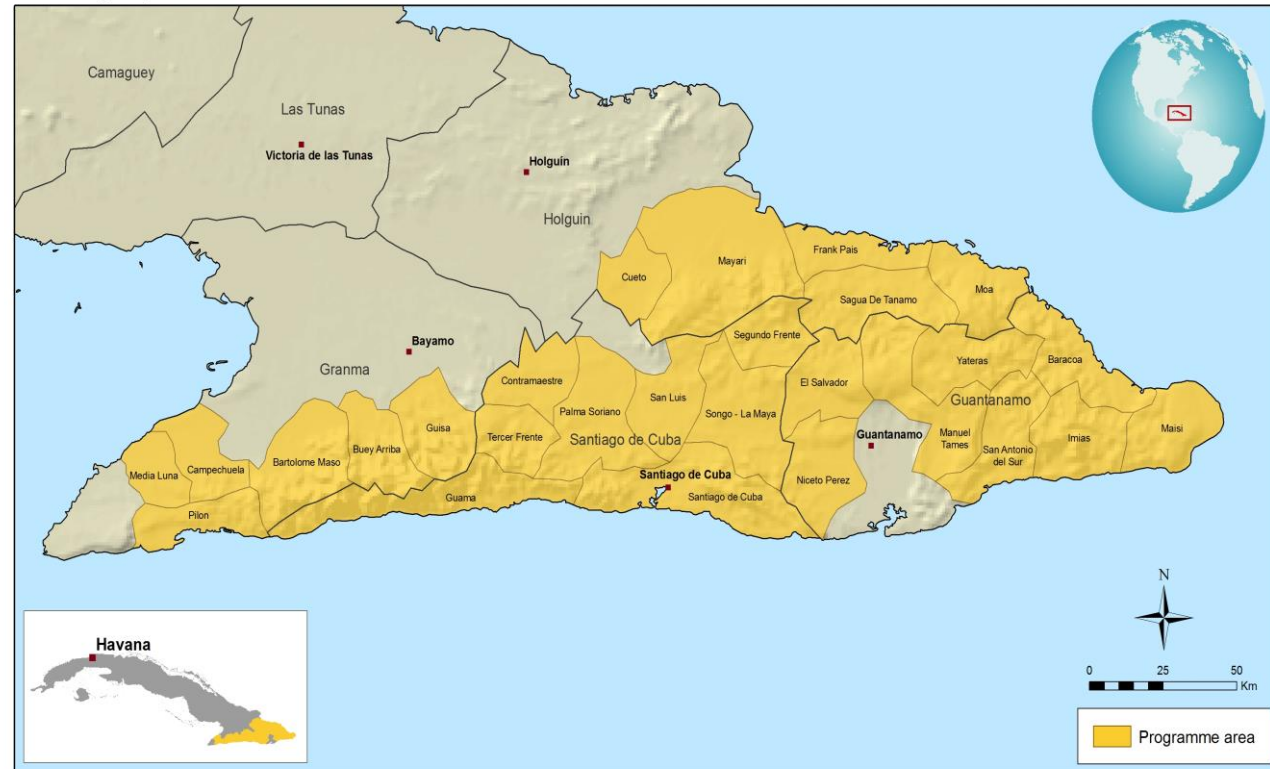 Camaguey
Las Tunas
Victoria de las Tunas
Holguín
Holguin
Mayari
Frank Pais
Cueto
Moa
Sagua De Tanamo
Segundo Frente
Bayamo
Yateras
Baracoa
Granma
Contramaestre
El Salvador
San Luis
Guantanamo
Palma Soriano
Songo - La Maya
Guisa
Tercer Frente
Santiago de Cuba
Guantanamo
Manuel
Tames
Buey Arriba
San Antonio
del Sur
Imias
Maisi
Bartolome Maso
Media Luna
Campechuela
Santiago de Cuba
Niceto Perez
Guama
Santiago de Cuba
Pilon
N
Havana
0 25 50
Km
Programme area